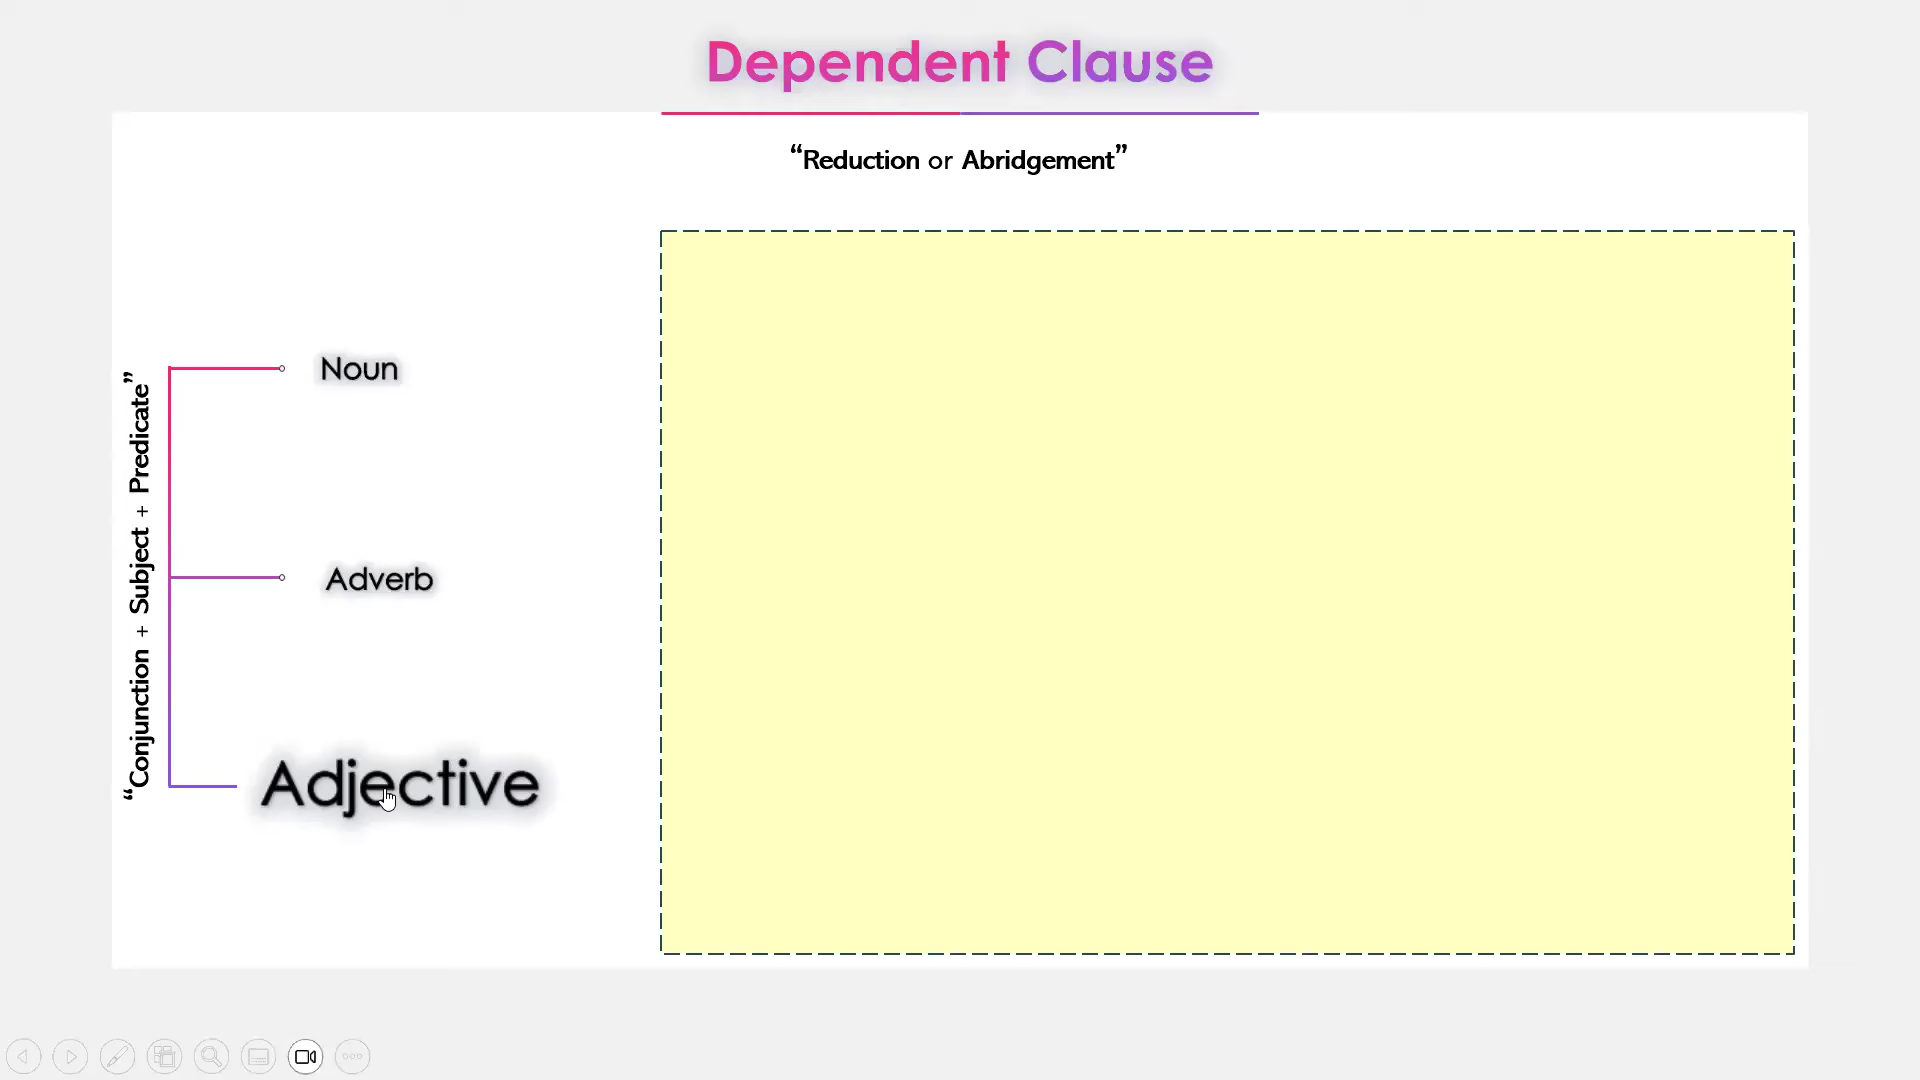 Dependent Clause
“Reduction or Abridgement”
“Conjunction + Subject + Predicate”
Noun
Adverb
Adjective